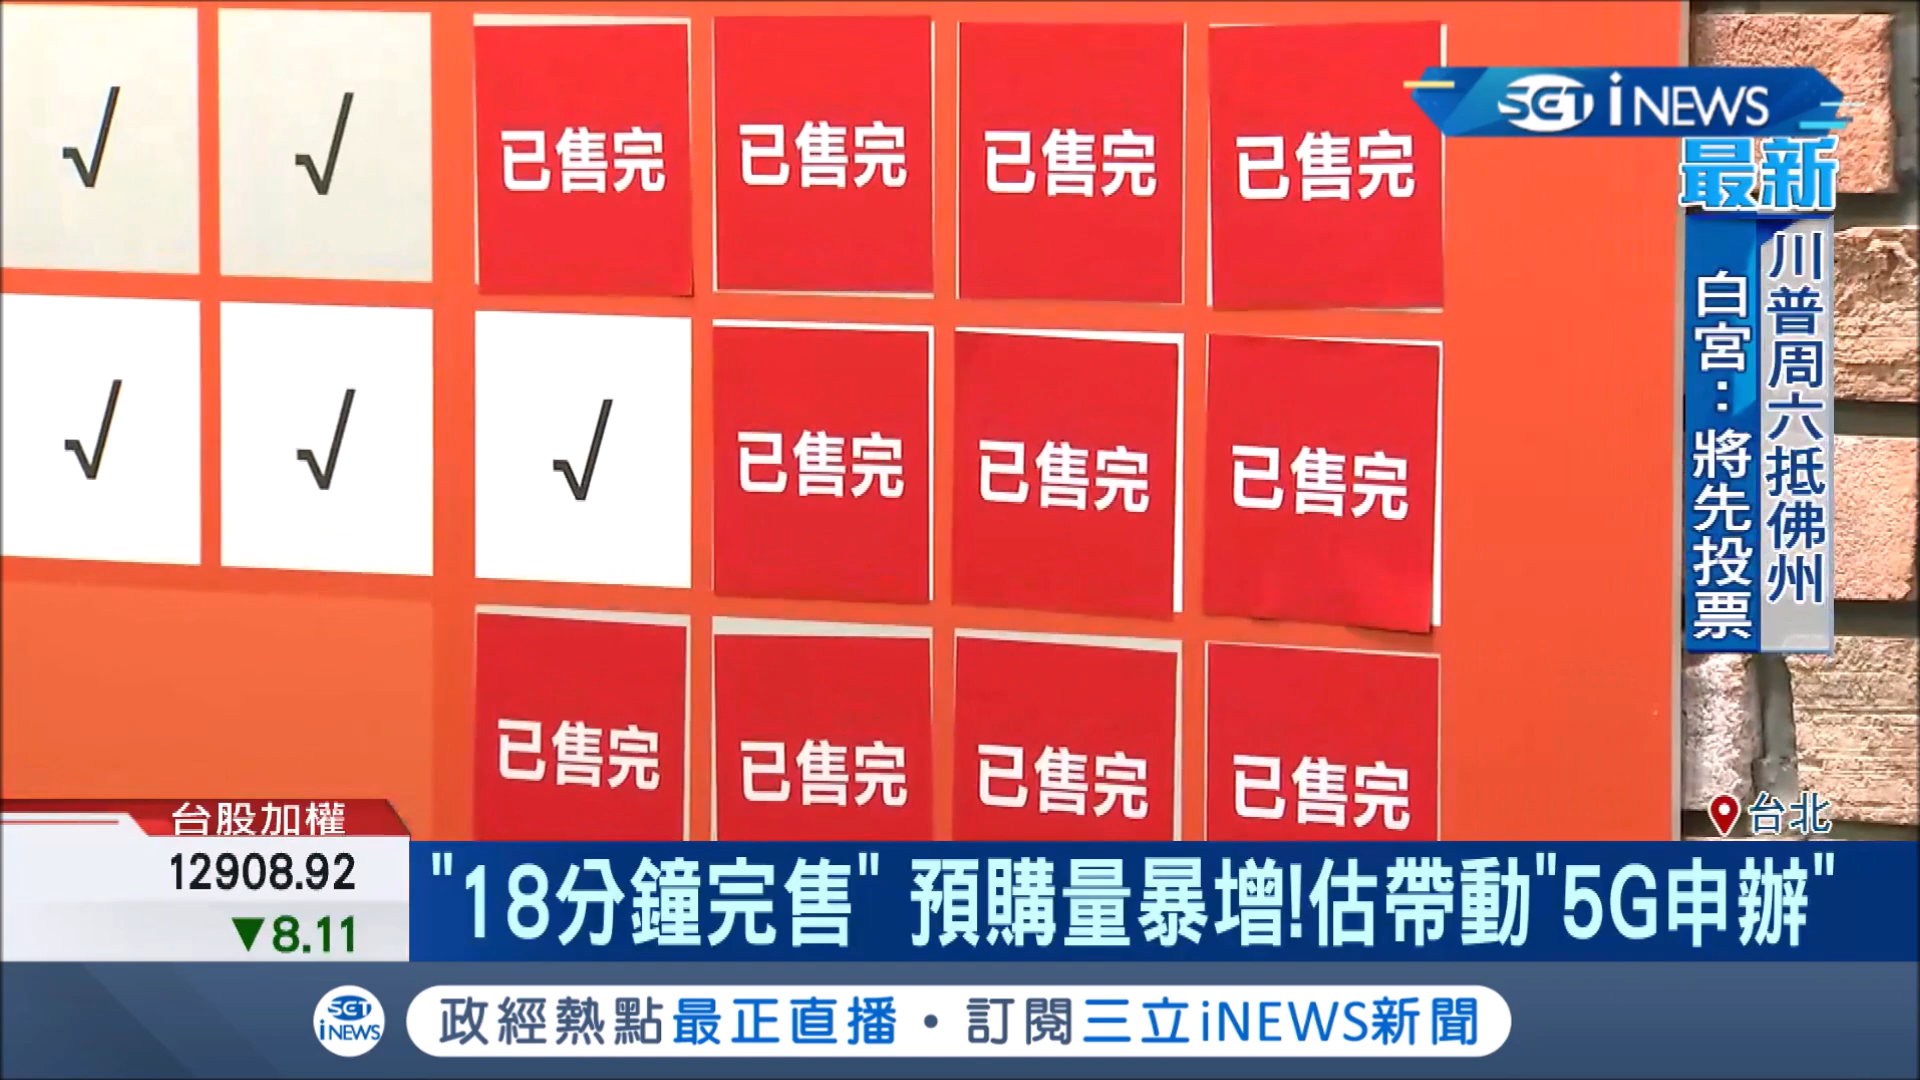 √ √ 已售完 已售完 已售完 已售完
√ √ √ 已售完 已售完 已售完
已售完 已售完 已售完 已售完
SET iNEWS
最新
川普周六抵佛州
白宮：將先投票
台北
台股加權
12908.92
▼8.11
"18分鐘完售" 預購量暴增!估帶動"5G申辦"
SET iNEWS
政經熱點最正直播・訂閱三立iNEWS新聞